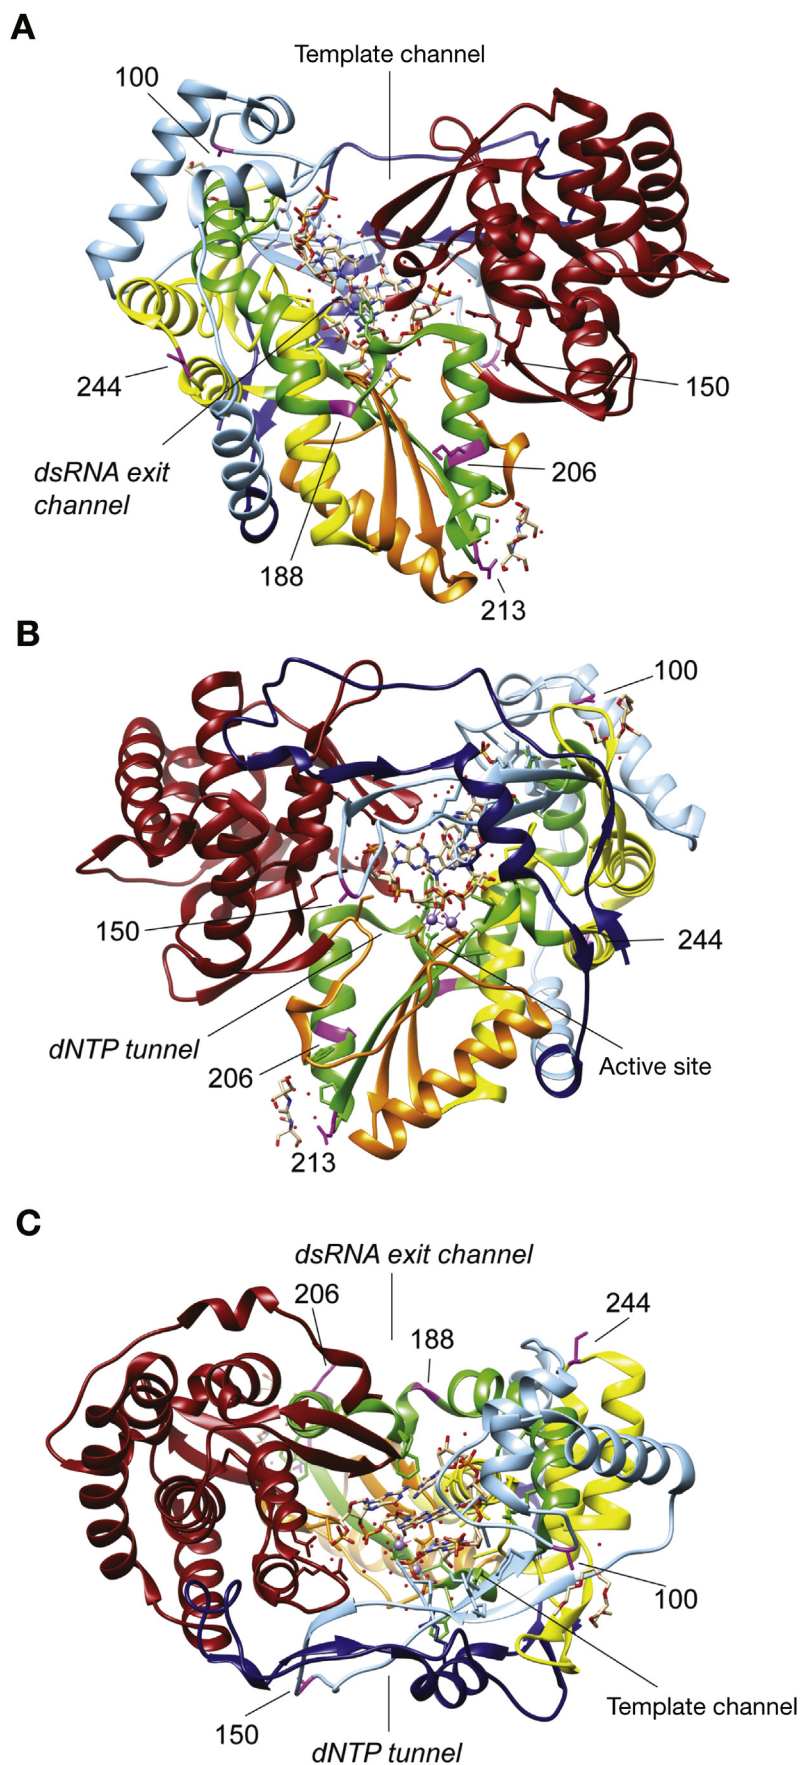 A
Template channel
100
244
150
dsRNA exit
channel
206
188
213
B
100
150
244
dNTP tunnel
206
Active site
213
C
dsRNA exit channel
206
244
188
100
Template channel
150
dNTP tunnel